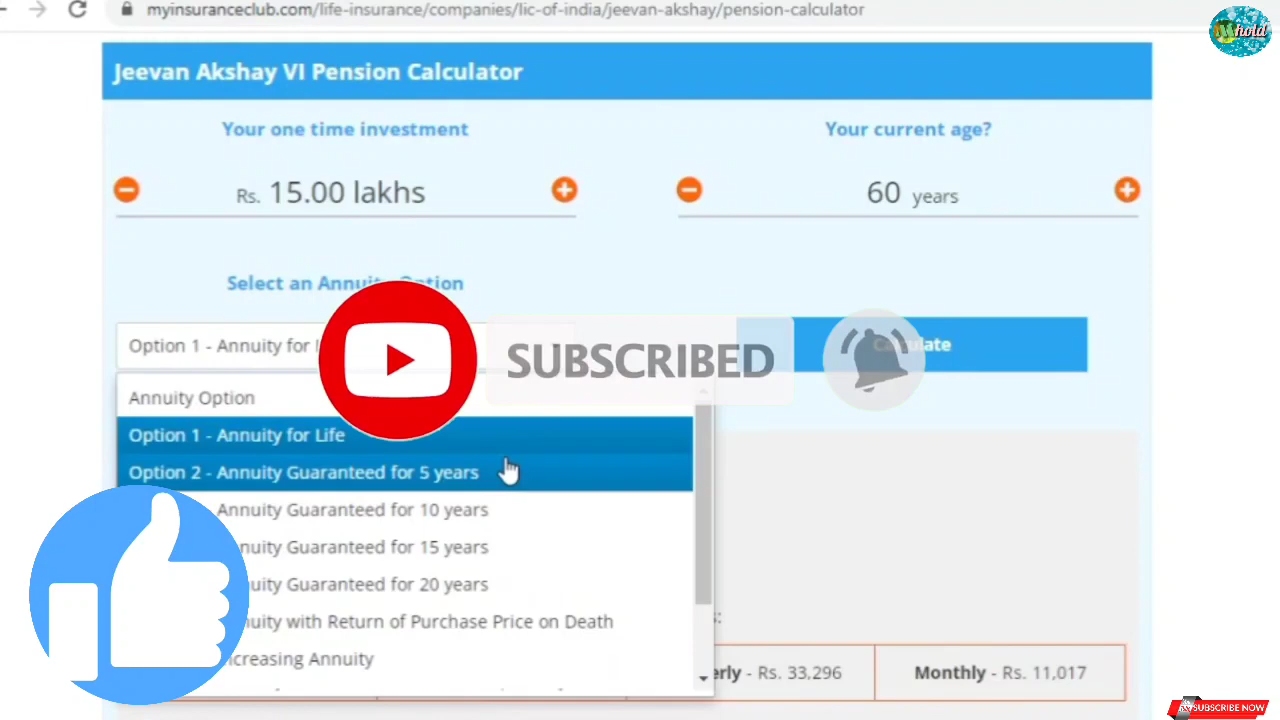 myinsuranceclub.com/life-insurance/companies/lic-of-india/jeevan-akshay/pension-calculator
Mhold
Jeevan Akshay VI Pension Calculator
Your one time investment
Your current age?
Rs. 15.00 lakhs
60 years
Select an Annuity Option
Option 1 - Annuity for
SUBSCRIBED
Calculate
Annuity Option
Option 1 - Annuity for Life
Option 2 - Annuity Guaranteed for 5 years
Annuity Guaranteed for 10 years
nuity Guaranteed for 15 years
nuity Guaranteed for 20 years
nuity with Return of Purchase Price on Death
ncreasing Annuity
erly - Rs. 33,296
Monthly - Rs. 11,017
SUBSCRIBE NOW